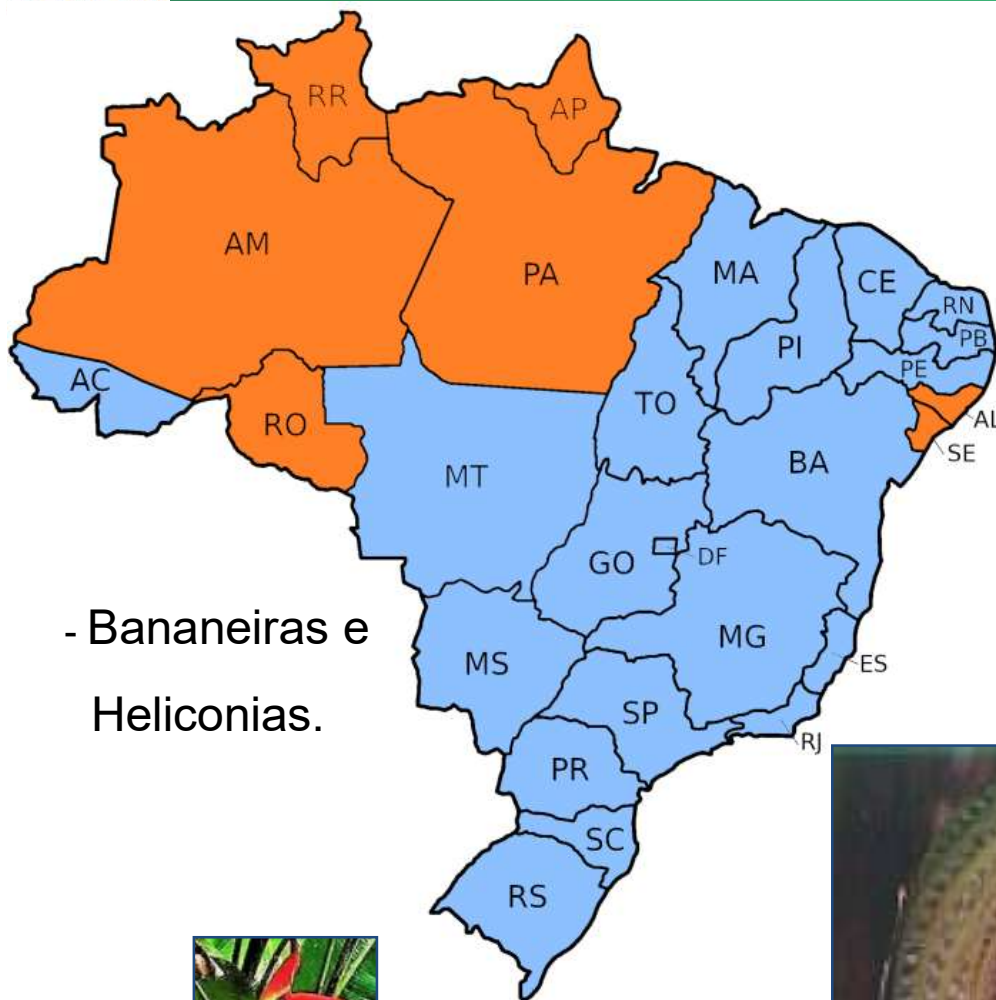 RR
AP
AM
PA
MA
CE
RN
PB
PI
PE
AC
TO
AL
RO
SE
BA
MT
DF
GO
- Bananeiras e
Heliconias.
MG
MS
ES
SP
RJ
PR
SC
RS